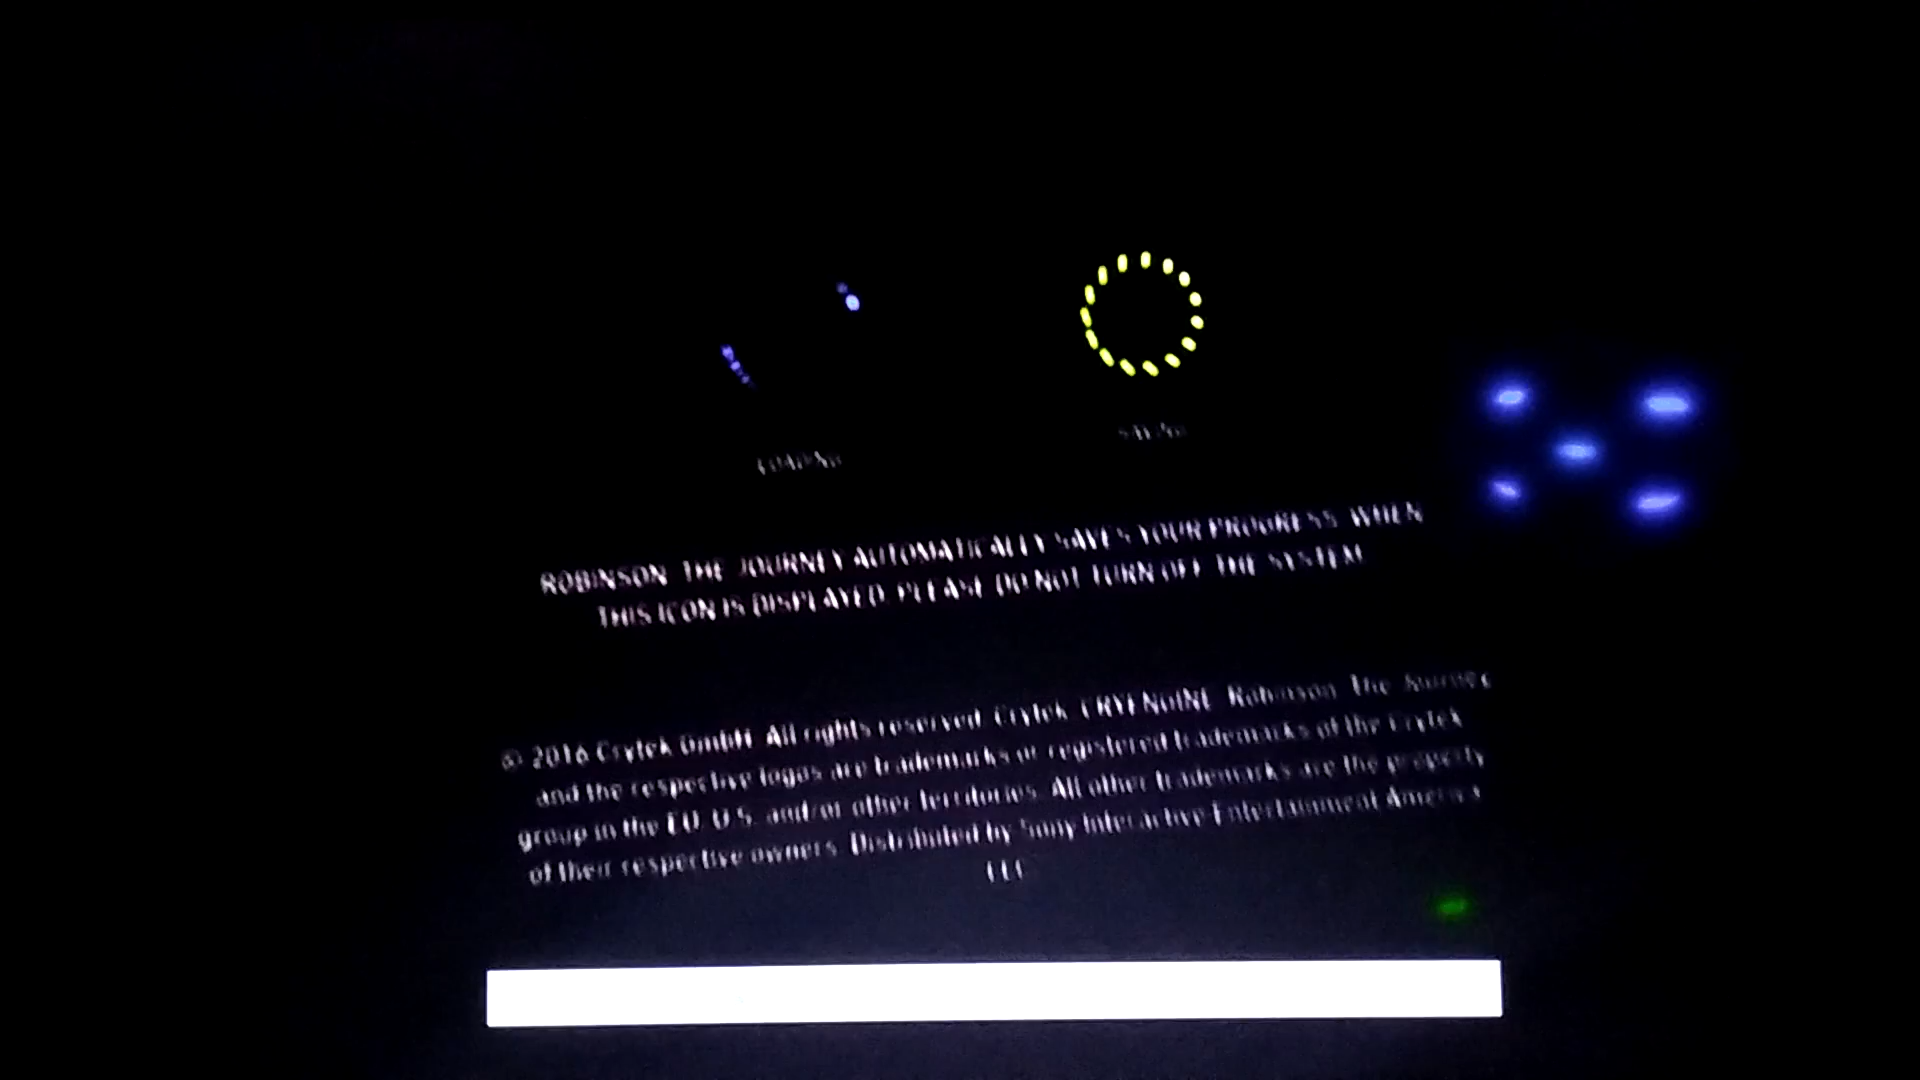 LOADING
SAVING
ROBINSON: THE JOURNEY AUTOMATICALLY SAVES YOUR PROGRESS. WHEN
THIS ICON IS DISPLAYED, PLEASE DO NOT TURN OFF THE SYSTEM.
© 2016 Crytek GmbH. All rights reserved. Crytek, CRYENGINE, Robinson: The Journey
and the respective logos are trademarks or registered trademarks of the Crytek
group in the EU, U.S. and/or other territories. All other trademarks are the property
of their respective owners. Distributed by Sony Interactive Entertainment America
LLC